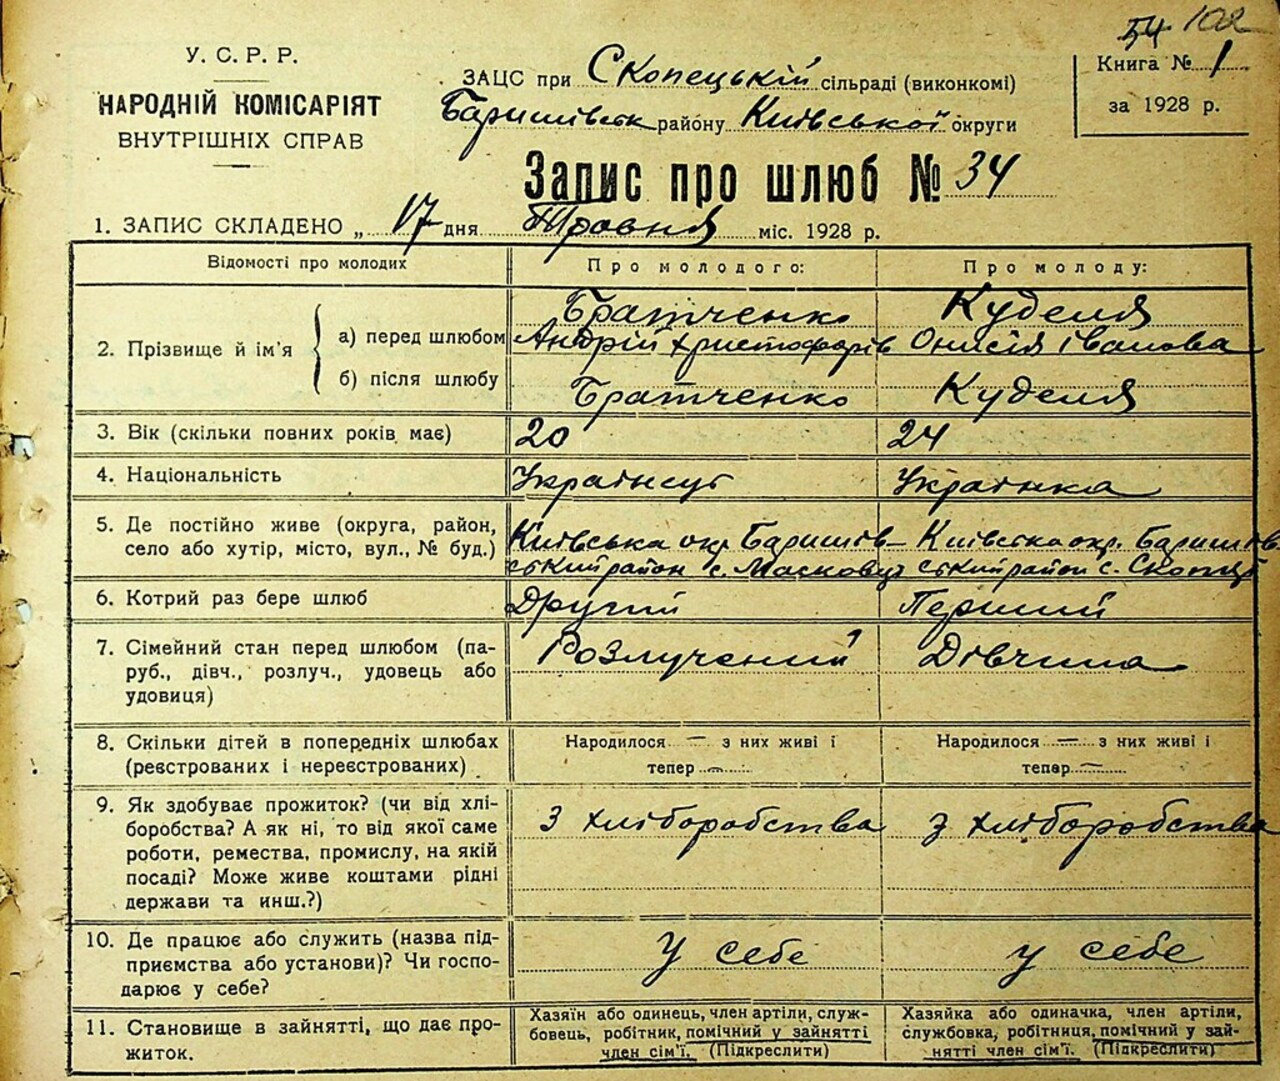 54 102
У. С. Р. Р.
НАРОДНІЙ КОМІСАРІЯТ
ВНУТРІШНІХ СПРАВ
ЗАЦС при Скопецькій сільраді (виконкомі)
Баришівськ району Київської округи
Книга № 1
за 1928 р.
Запис про шлюб № 34
1. ЗАПИС СКЛАДЕНО „ 17 дня Травня міс. 1928 р.
Відомості про молодих
Про молодого:
Про молоду:
2. Прізвище й ім'я
а) перед шлюбом
Братченко
Андрій Христофорів
Куделя
Онисія Іванова
б) після шлюбу
Братченко
Куделя
3. Вік (скільки повних років має)
20
24
4. Національність
Українець
Українка
5. Де постійно живе (округа, район,
село або хутір, місто, вул., № буд.)
Київська окр Баришів-
ський район с. Масковці
Київська окр. Баришів
ський район с. Скопці
6. Котрий раз бере шлюб
Другий
Перший
7. Сімейний стан перед шлюбом (па-
руб., дівч., розлуч., удовець або
удовиця)
Розлучений
Дівчина
8. Скільки дітей в попередніх шлюбах
(реєстрованих і нереєстрованих)
Народилося — з них живі і
тепер —
Народилося — з них живі і
тепер —
9. Як здобуває прожиток? (чи від хлі-
боробства? А як ні, то від якої саме
роботи, ремества, промислу, на якій
посаді? Може живе коштами рідні
держави та инш.?)
З хліборобства
З хліборобства
10. Де працює або служить (назва під-
приємства або установи)? Чи госпо-
дарює у себе?
У себе
У себе
11. Становище в зайнятті, що дає про-
житок.
Хазяїн або одинець, член артіли, служ-
бовець, робітник, помічний у зайнятті
член сім'ї. (Підкреслити)
Хазяйка або одиначка, член артіли,
службовка, робітниця, помічний у зай-
нятті член сім'ї. (Підкреслити)